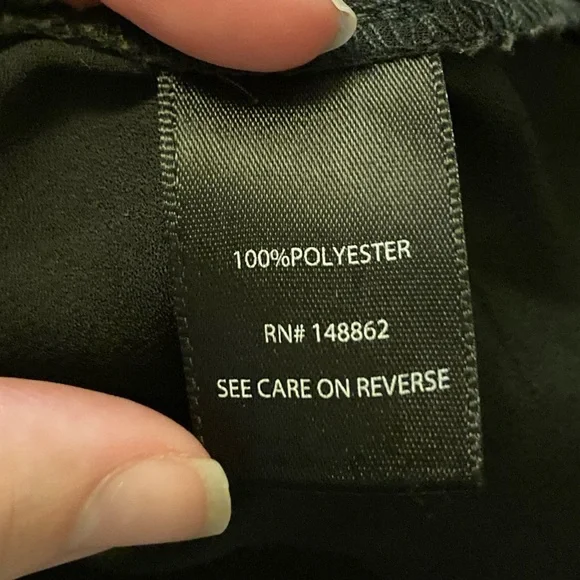 100%POLYESTER
RN# 148862
SEE CARE ON REVERSE